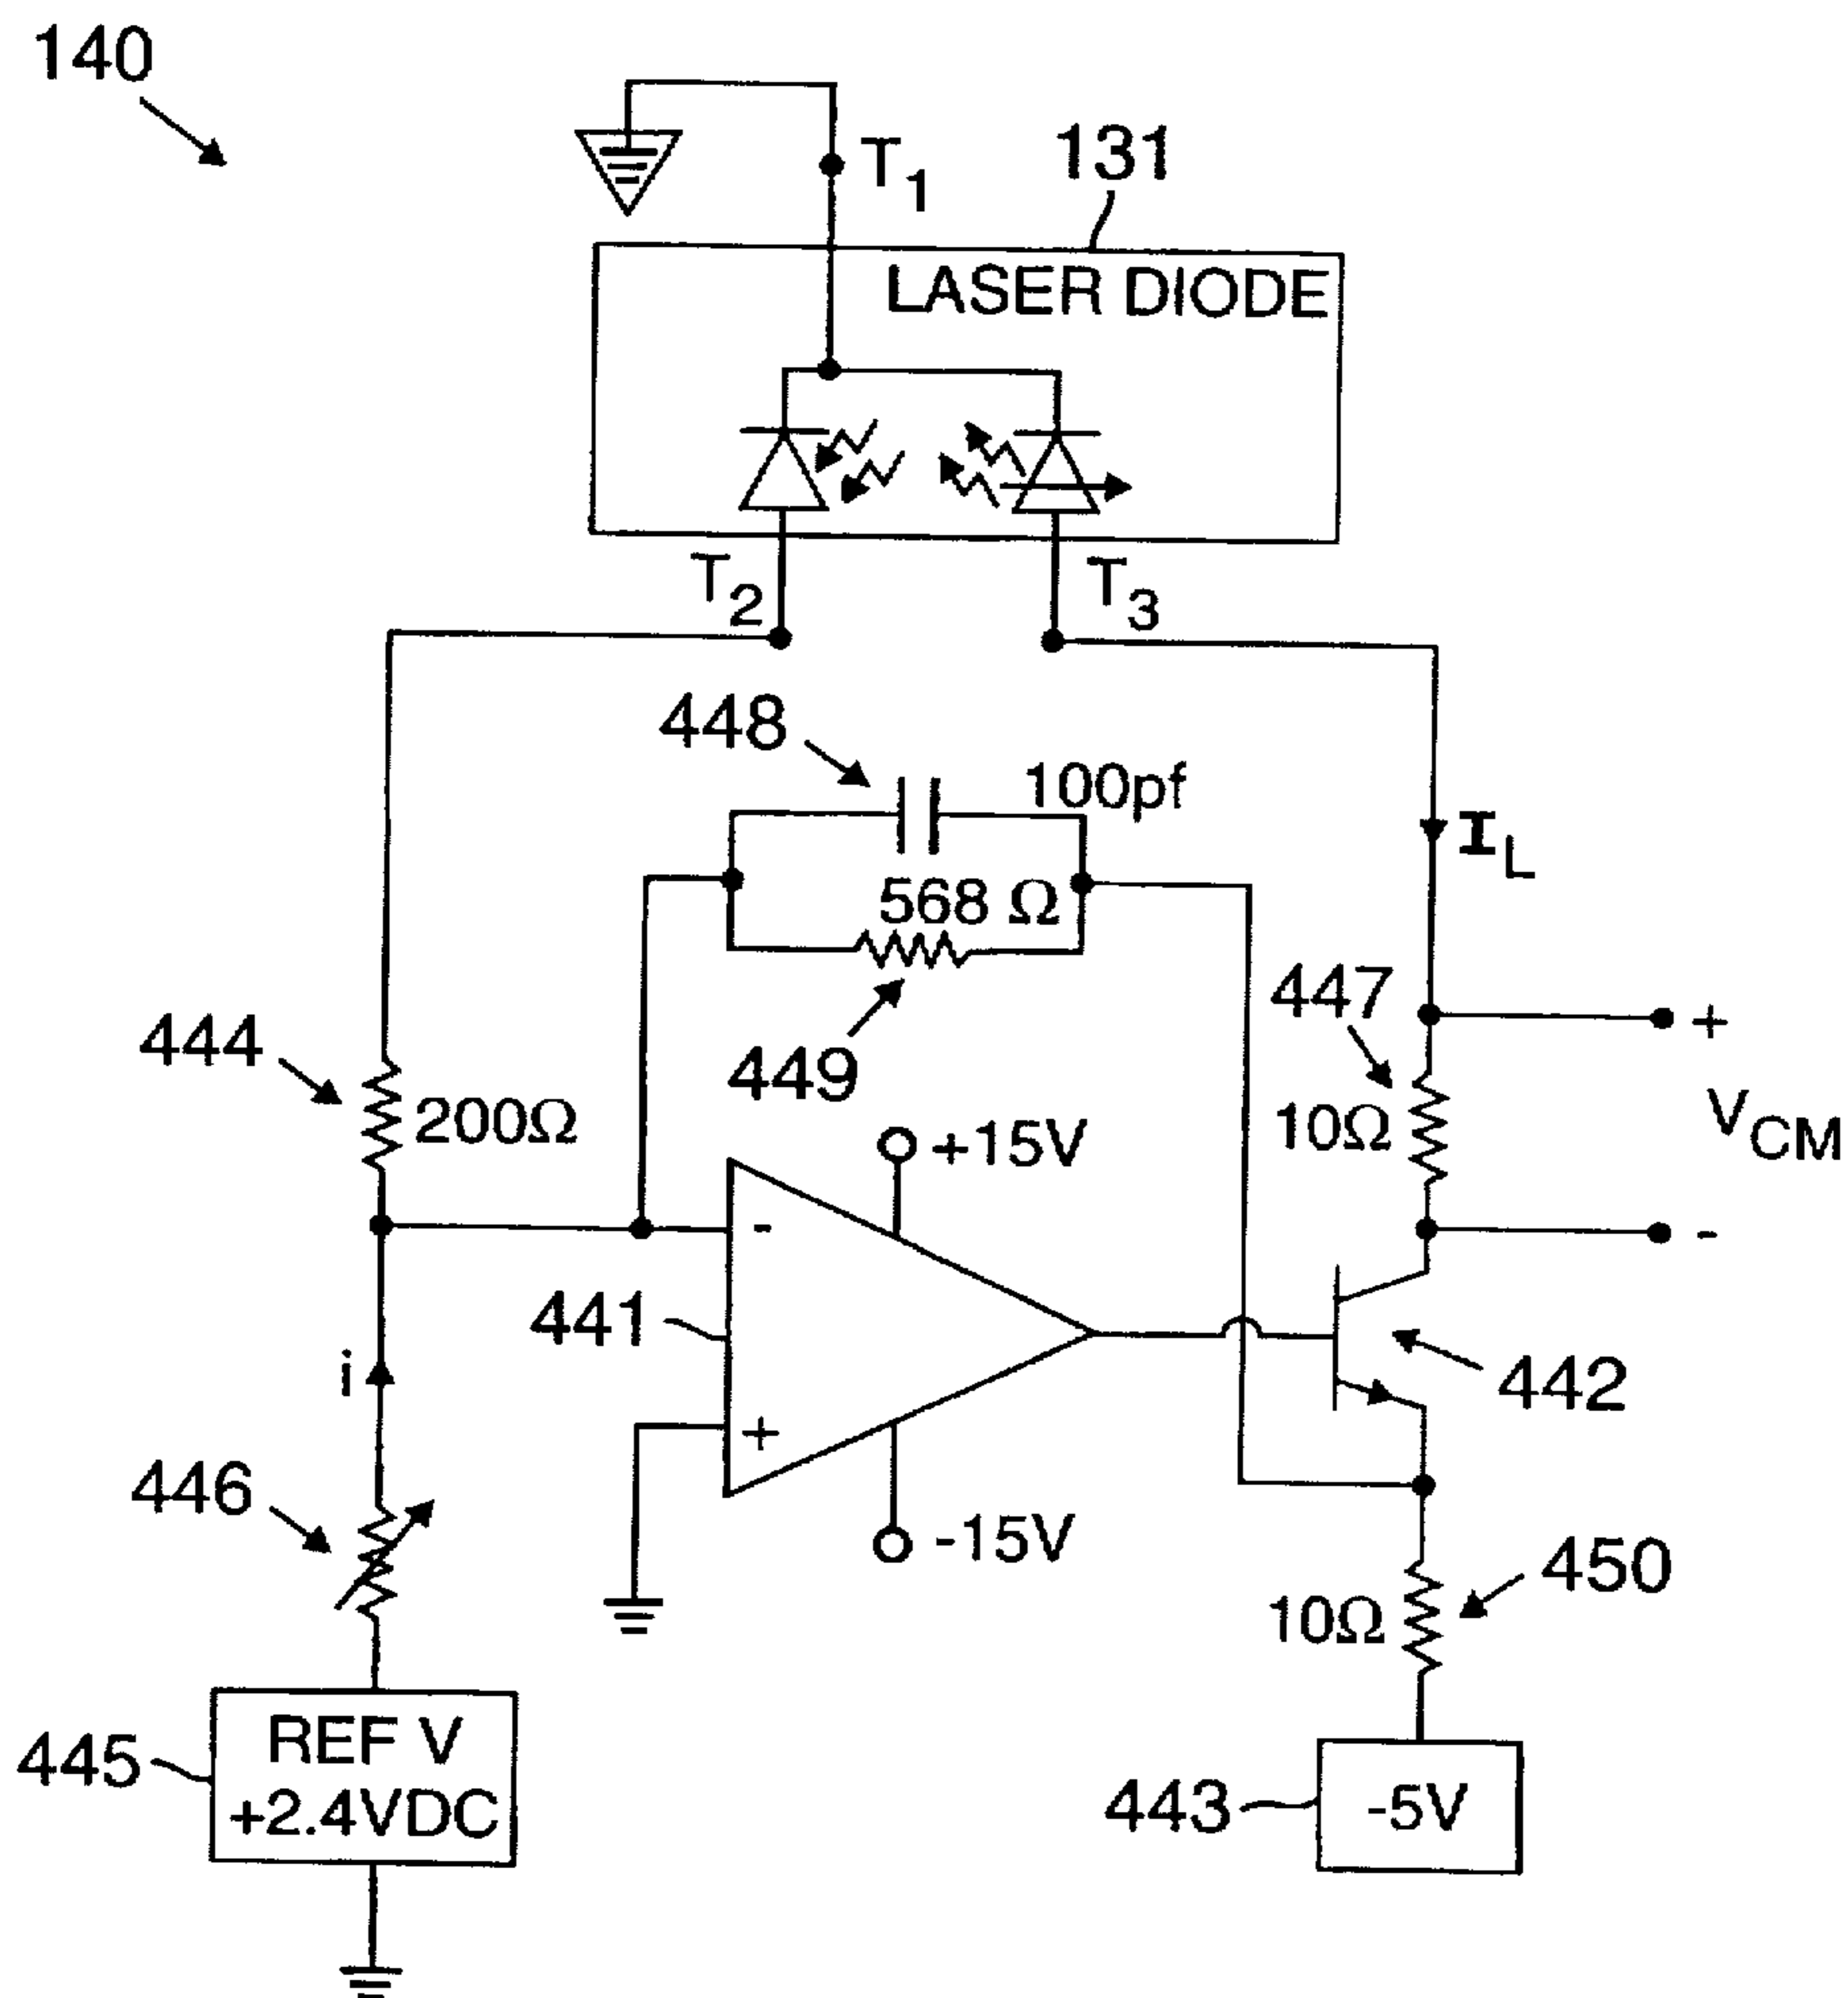 140
T1
131
LASER DIODE
T2
T3
448
100pf
IL
568 Ω
447
+
444
449
200Ω
+15V
10Ω
VCM
-
-
441
i
442
+
446
-15V
450
10Ω
REF V
445
+2.4VDC
443
-5V